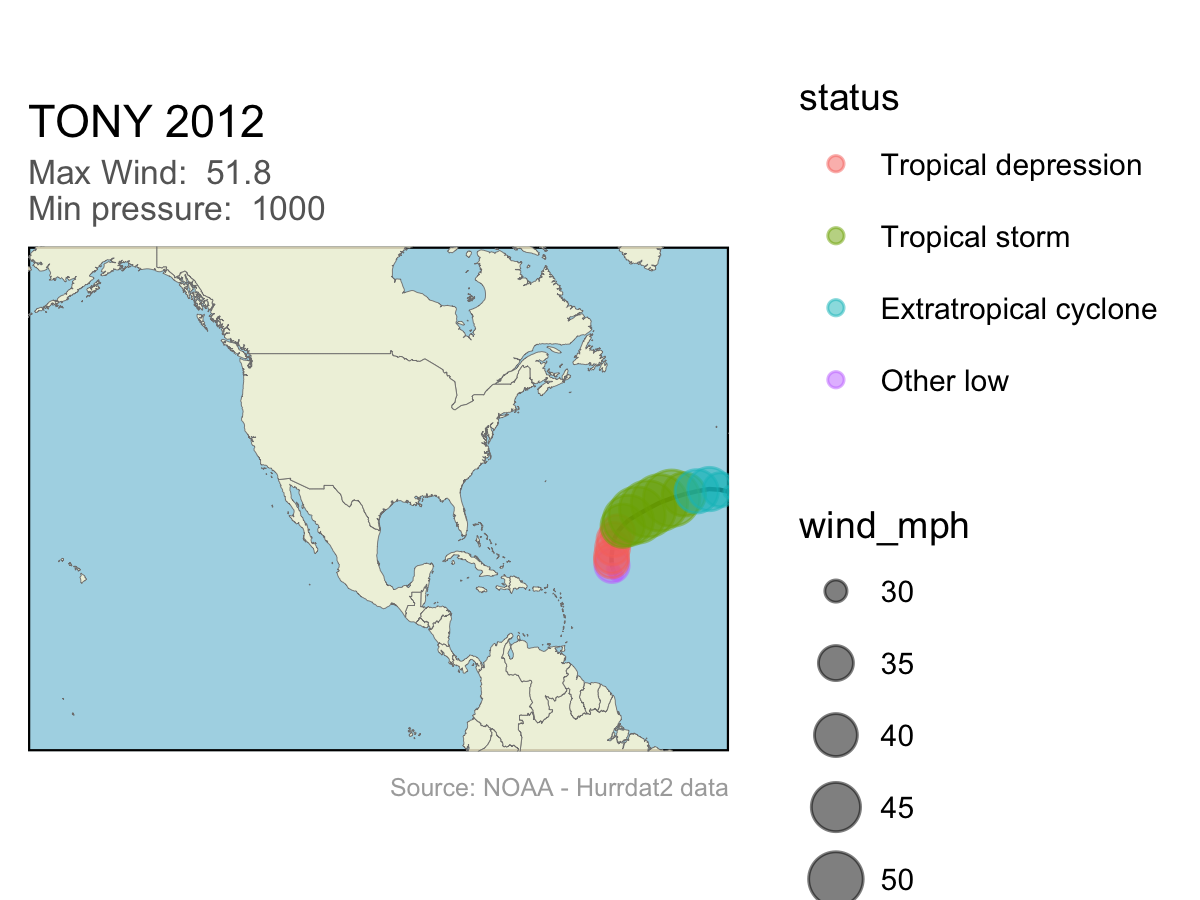 TONY 2012
Max Wind:  51.8
Min pressure:  1000
Source: NOAA - Hurrdat2 data
status
Tropical depression
Tropical storm
Extratropical cyclone
Other low
wind_mph
30
35
40
45
50